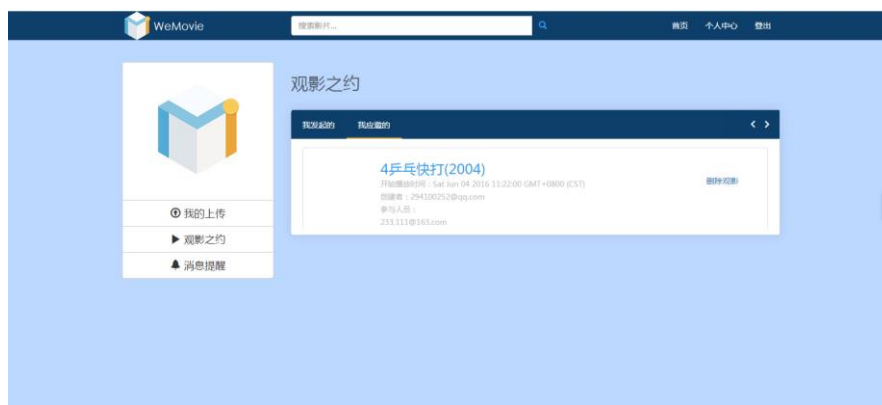 WeMovie
搜索影片...
首页 个人中心 登出
观影之约
我发起的 我应邀的
4乒乓快打(2004)
开始播放时间：Sat Jun 04 2016 11:22:00 GMT+0800 (CST)
删除观影
创建者：294100252@qq.com
参与人员：
233.111@163.com
我的上传
观影之约
消息提醒